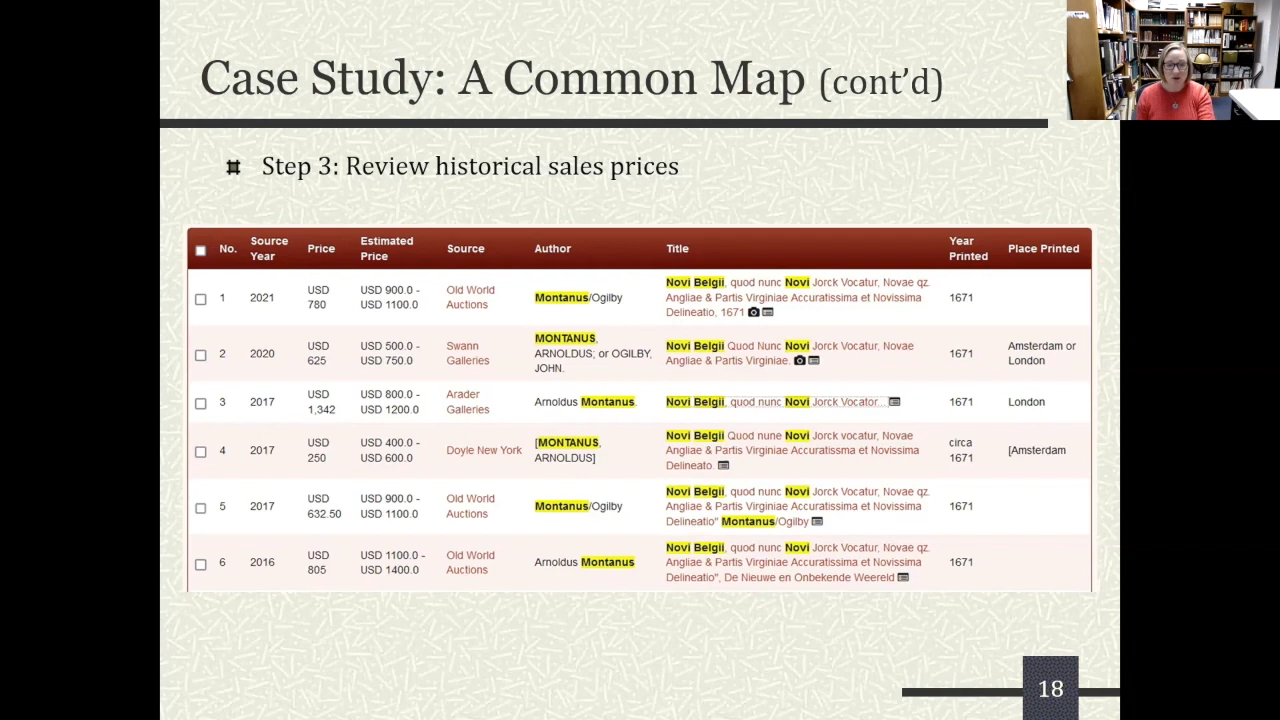 Case Study: A Common Map (cont'd)
Step 3: Review historical sales prices
No. Source Year Price Estimated Price Source Author Title Year Printed Place Printed
1 2021 USD 780 USD 900.0 - USD 1100.0 Old World Auctions Montanus/Ogilby Novi Belgii, quod nunc Novi Jorck Vocatur, Novae qz. Angliae & Partis Virginiae Accuratissima et Novissima Delineatio, 1671 1671
2 2020 USD 625 USD 500.0 - USD 750.0 Swann Galleries MONTANUS, ARNOLDUS; or OGILBY, JOHN. Novi Belgii Quod Nunc Novi Jorck Vocatur, Novae Angliae & Partis Virginiae. 1671 Amsterdam or London
3 2017 USD 1,342 USD 800.0 - USD 1200.0 Arader Galleries Arnoldus Montanus. Novi Belgii, quod nunc Novi Jorck Vocator... 1671 London
4 2017 USD 250 USD 400.0 - USD 600.0 Doyle New York [MONTANUS, ARNOLDUS] Novi Belgii Quod nune Novi Jorck vocatur, Novae Angliae & Partis Virginiae Accuratissma et Novissima Delineato. circa 1671 [Amsterdam
5 2017 USD 632.50 USD 900.0 - USD 1100.0 Old World Auctions Montanus/Ogilby Novi Belgii, quod nunc Novi Jorck Vocatur, Novae qz. Angliae & Partis Virginiae Accuratissima et Novissima Delineatio" Montanus/Ogilby 1671
6 2016 USD 805 USD 1100.0 - USD 1400.0 Old World Auctions Arnoldus Montanus Novi Belgii, quod nunc Novi Jorck Vocatur, Novae qz. Angliae & Partis Virginiae Accuratissima et Novissima Delineatio", De Nieuwe en Onbekende Weereld 1671
18